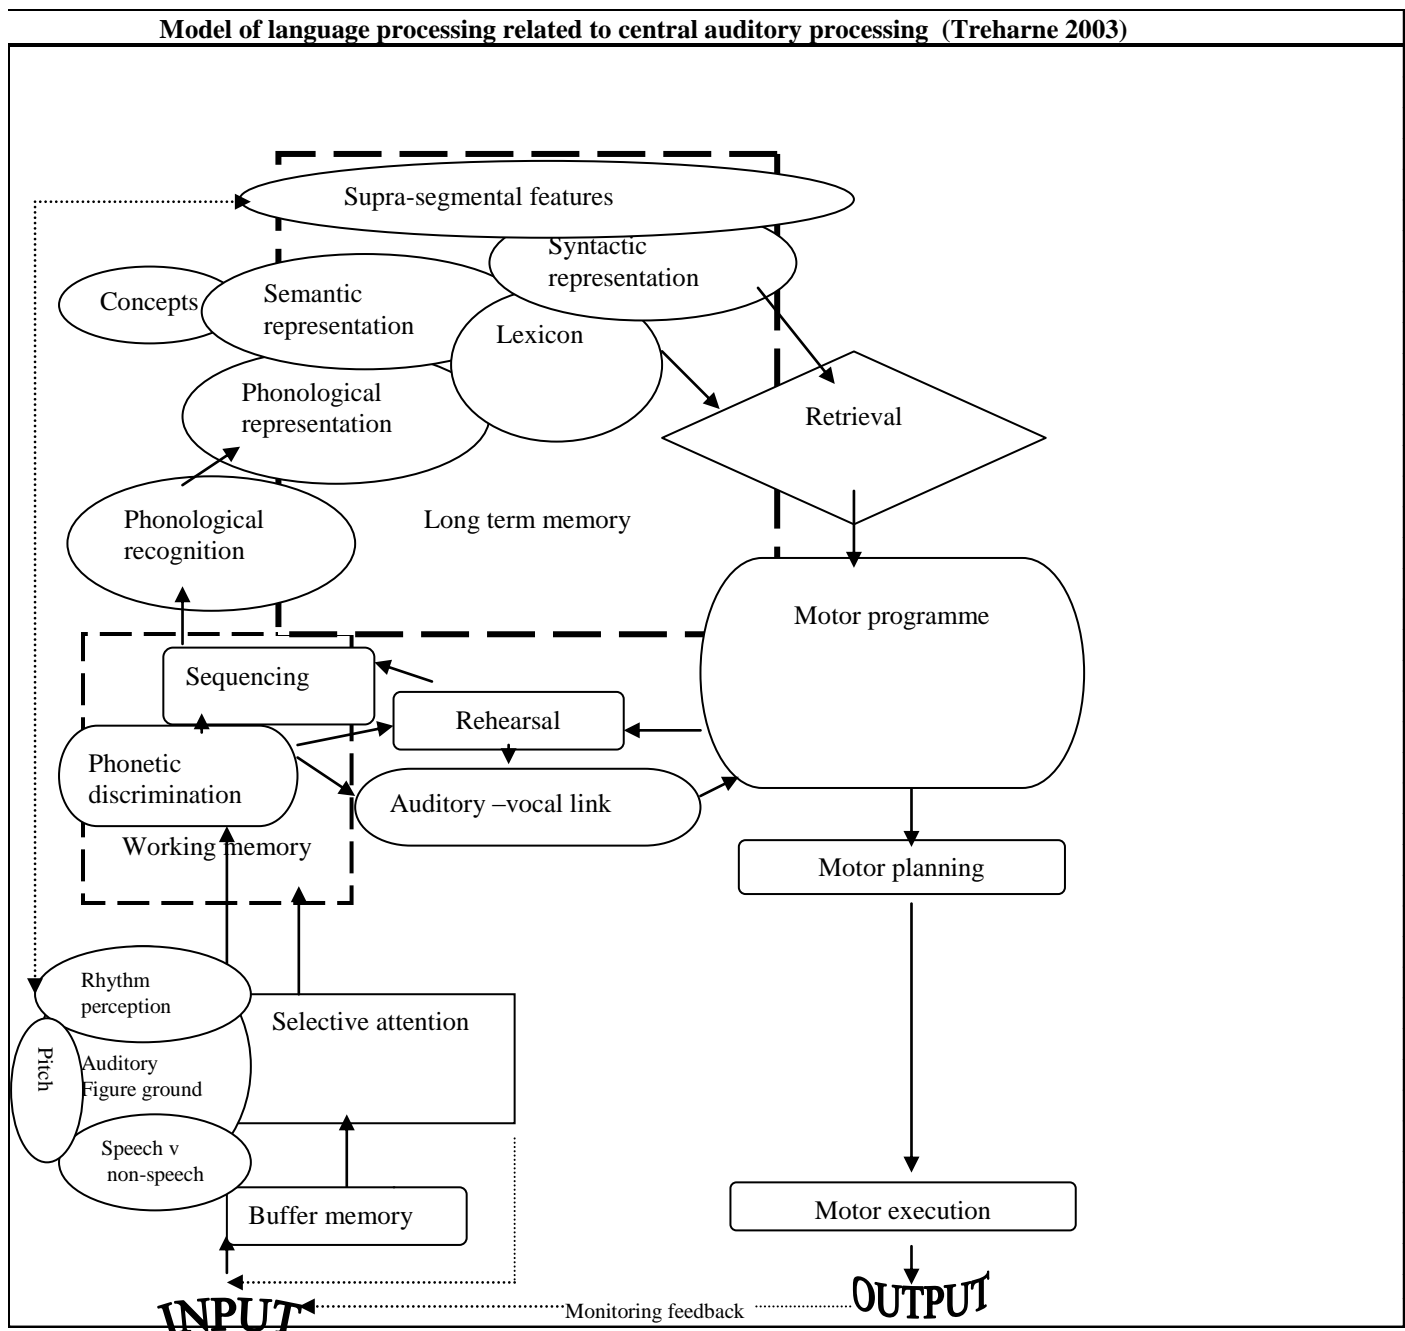 Model of language processing related to central auditory processing (Treharne 2003)
Supra-segmental features
Syntactic
representation
Concepts
Semantic
representation
Lexicon
Phonological
representation
Retrieval
Phonological
recognition
Long term memory
Motor programme
Sequencing
Rehearsal
Phonetic
discrimination
Auditory –vocal link
Working memory
Motor planning
Rhythm
perception
Selective attention
Pitch
Auditory
Figure ground
Speech v
non-speech
Buffer memory
Motor execution
INPUT
Monitoring feedback
OUTPUT